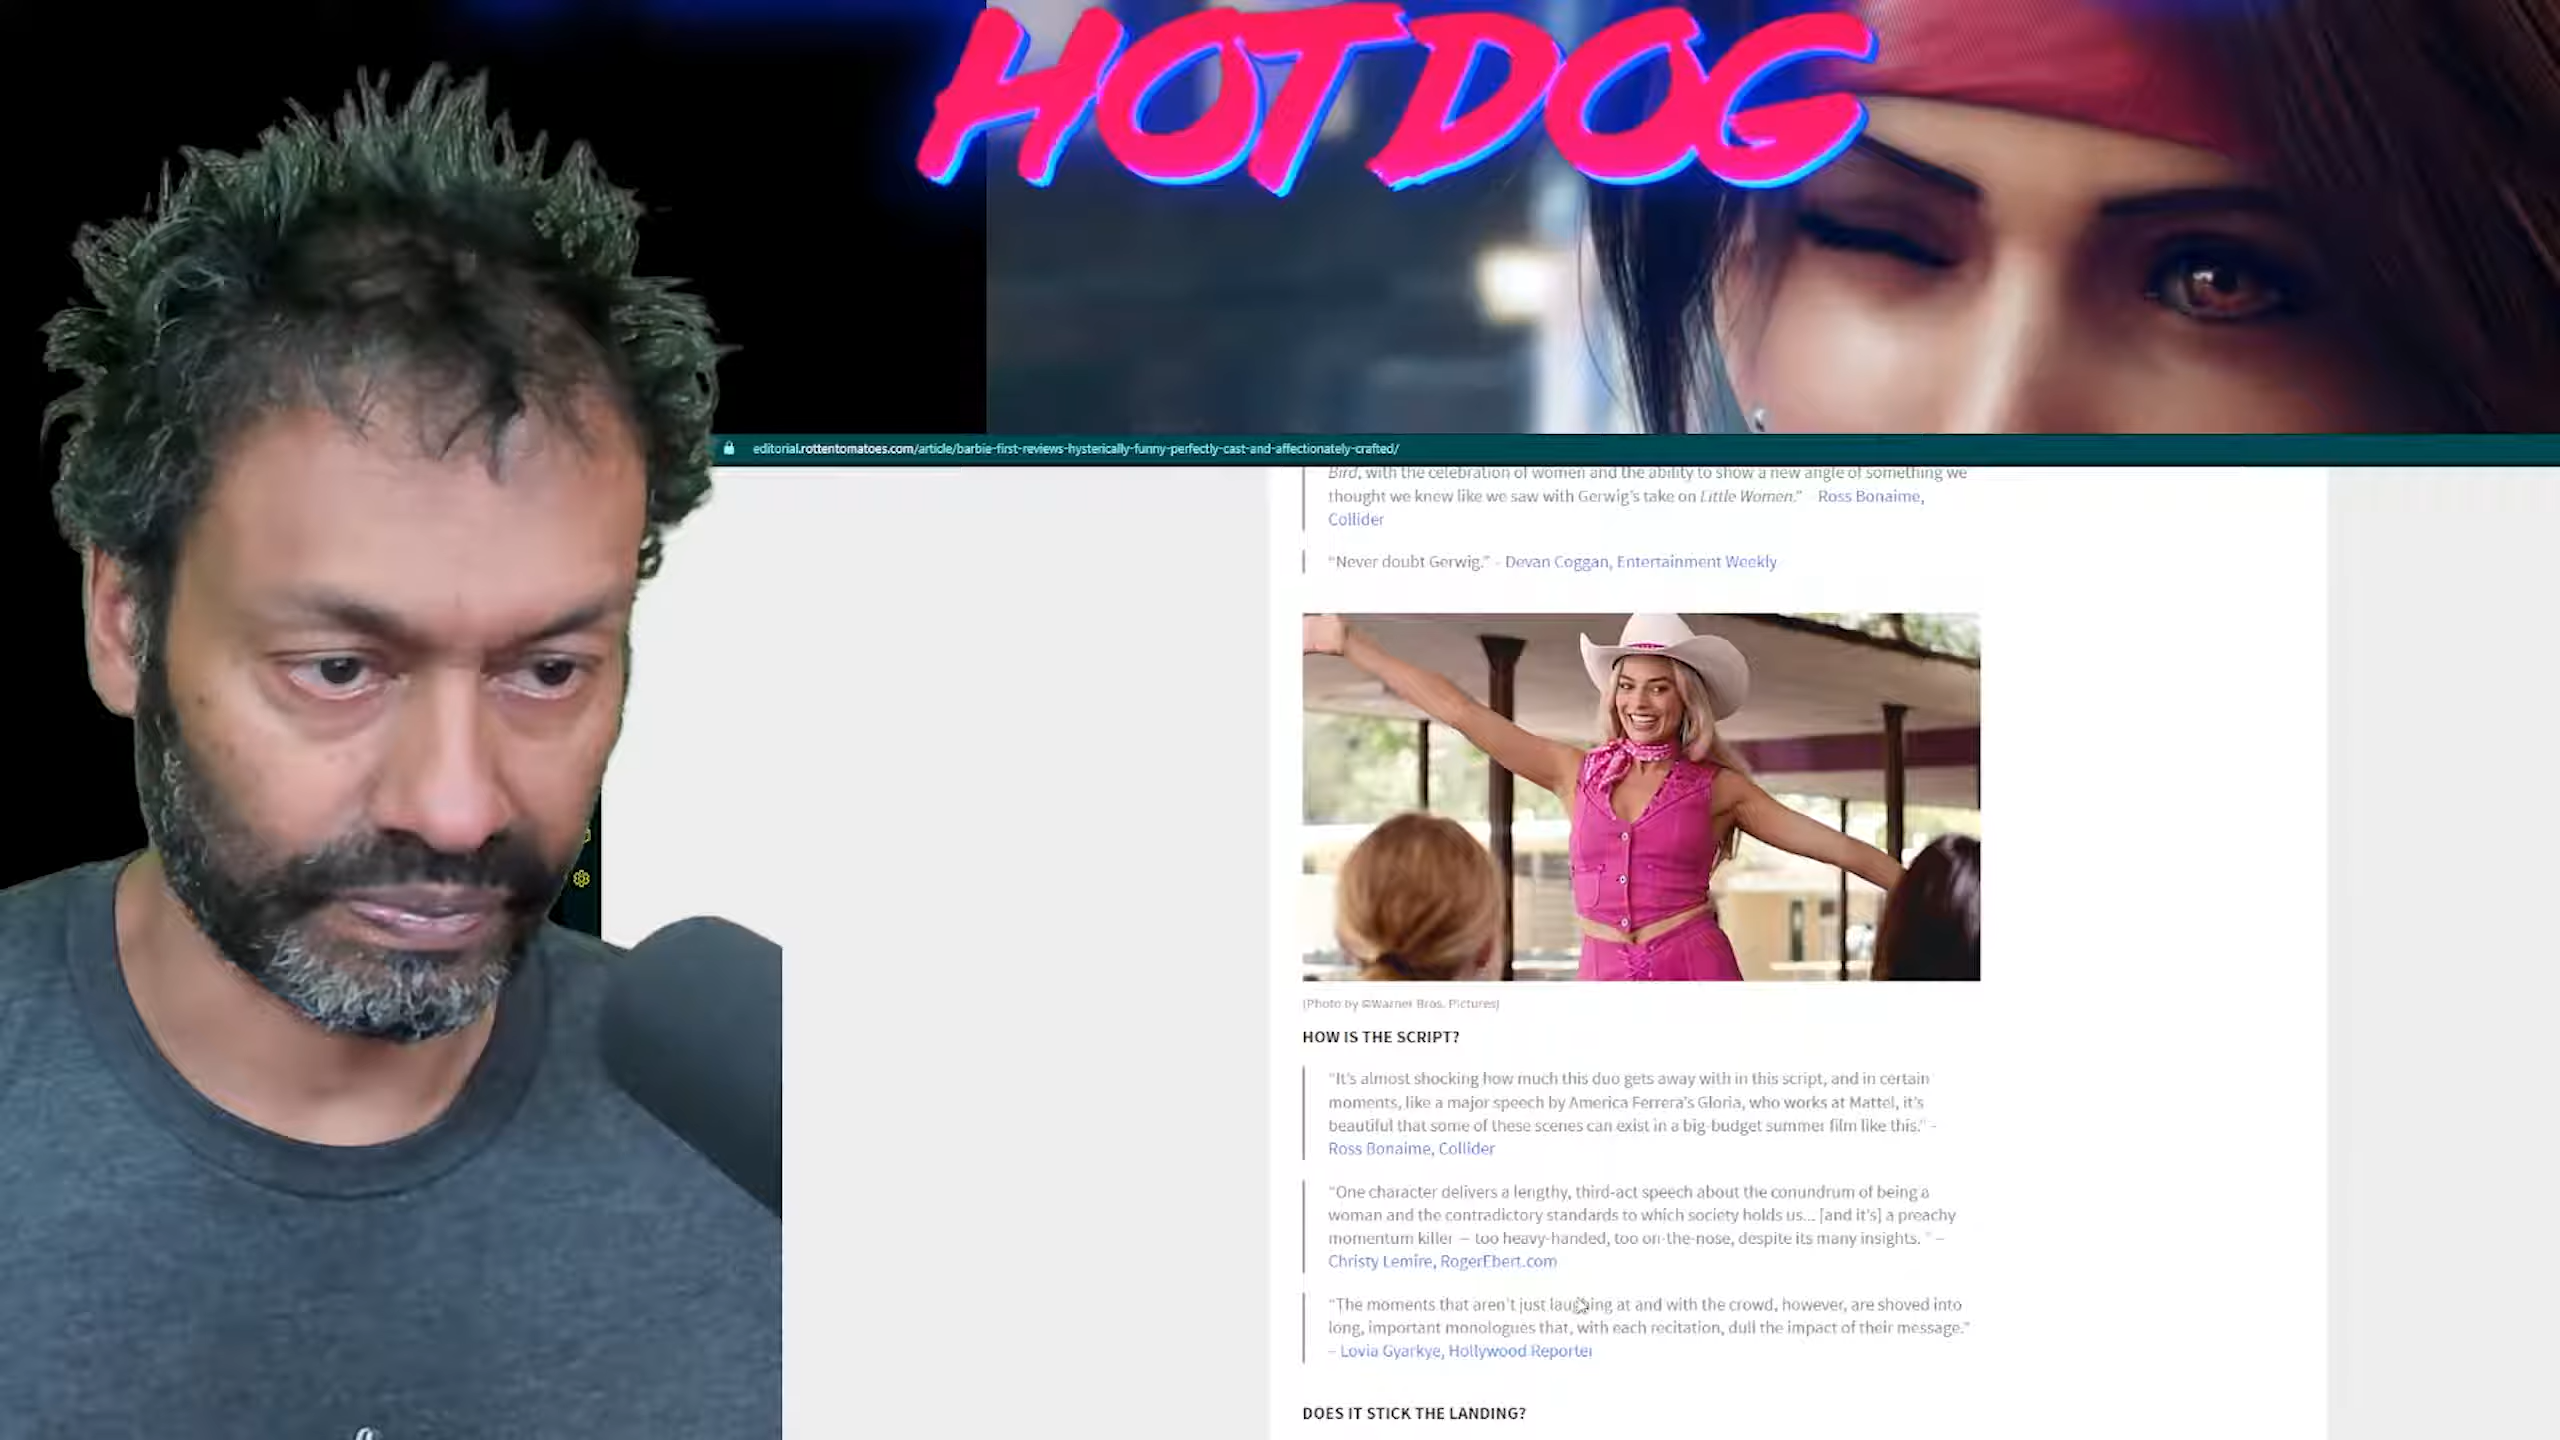 HOTDOG
editorial.rottentomatoes.com/article/barbie-first-reviews-hysterically-funny-perfectly-cast-and-affectionately-crafted/
Bird, with the celebration of women and the ability to show a new angle of something we
thought we knew like we saw with Gerwig's take on Little Women." - Ross Bonaime,
Collider
"Never doubt Gerwig." - Devan Coggan, Entertainment Weekly
(Photo by ©Warner Bros. Pictures)
HOW IS THE SCRIPT?
"It's almost shocking how much this duo gets away with in this script, and in certain
moments, like a major speech by America Ferrera's Gloria, who works at Mattel, it's
beautiful that some of these scenes can exist in a big-budget summer film like this." -
Ross Bonaime, Collider
"One character delivers a lengthy, third-act speech about the conundrum of being a
woman and the contradictory standards to which society holds us... [and it's] a preachy
momentum killer — too heavy-handed, too on-the-nose, despite its many insights. " –
Christy Lemire, RogerEbert.com
"The moments that aren't just laughing at and with the crowd, however, are shoved into
long, important monologues that, with each recitation, dull the impact of their message."
– Lovia Gyarkye, Hollywood Reporter
DOES IT STICK THE LANDING?